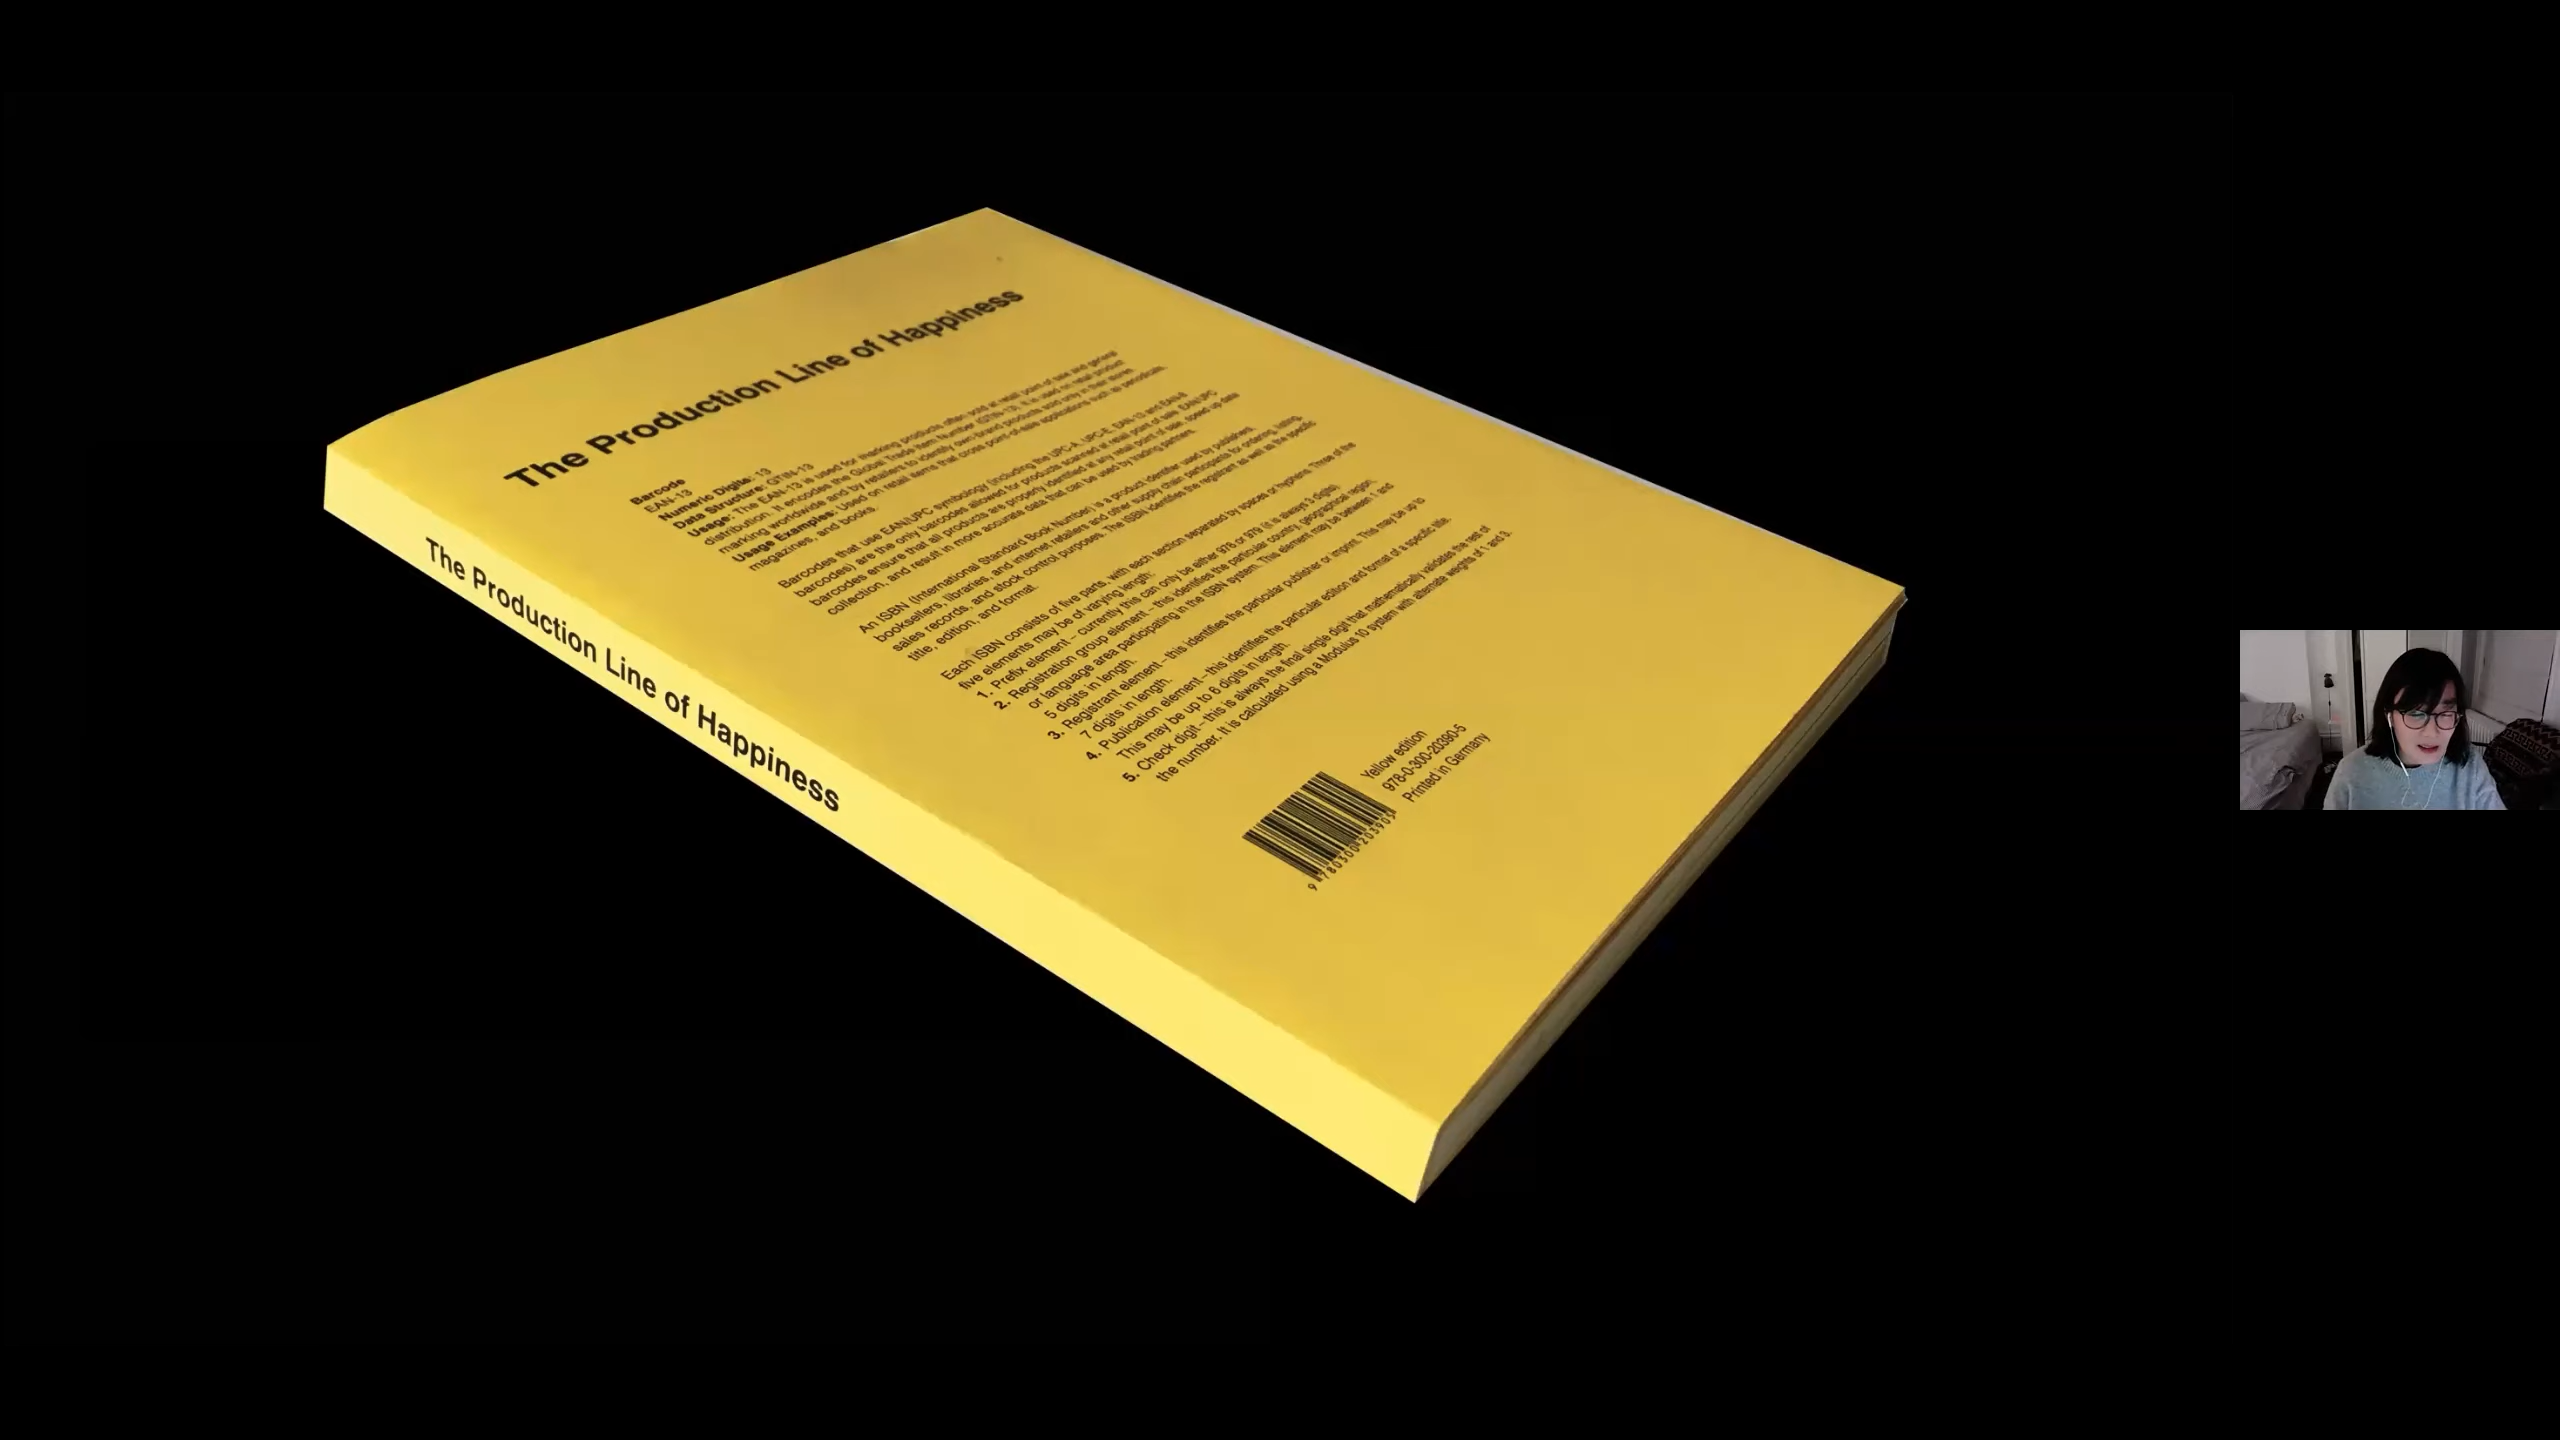 The Production Line of Happiness
Barcode
EAN-13
Numeric Digits: 13
Data Structure: GTIN-13
Usage: The EAN-13 is used for marking products often sold at retail point of sale and general
distribution. It encodes the Global Trade Item Number (GTIN-13). It is used on retail product
marking worldwide and by retailers to identify own-brand products sold only in their stores.
Usage Examples: Used on retail items that cross point-of-sale applications such as periodicals,
magazines, and books.
Barcodes that use EAN/UPC symbology (including the UPC-A, UPC-E, EAN-13 and EAN-8
barcodes) are the only barcodes allowed for products scanned at retail point of sale. EAN/UPC
barcodes ensure that all products are properly identified at any retail point of sale, speed up data
collection, and result in more accurate data that can be used by trading partners.
An ISBN (International Standard Book Number) is a product identifier used by publishers,
booksellers, libraries, and internet retailers and other supply chain participants for ordering, listing,
sales records, and stock control purposes. The ISBN identifies the registrant as well as the specific
title, edition, and format.
Each ISBN consists of five parts, with each section separated by spaces or hyphens. Three of the
five elements may be of varying length:
1. Prefix element – currently this can only be either 978 or 979 (it is always 3 digits).
2. Registration group element – this identifies the particular country, geographical region,
or language area participating in the ISBN system. This element may be between 1 and
5 digits in length.
3. Registrant element – this identifies the particular publisher or imprint. This may be up to
7 digits in length.
4. Publication element – this identifies the particular edition and format of a specific title.
This may be up to 6 digits in length.
5. Check digit – this is always the final single digit that mathematically validates the rest of
the number. It is calculated using a Modulus 10 system with alternate weights of 1 and 3.
Yellow edition
978-0-300-20390-5
Printed in Germany
9 780300 203905
The Production Line of Happiness